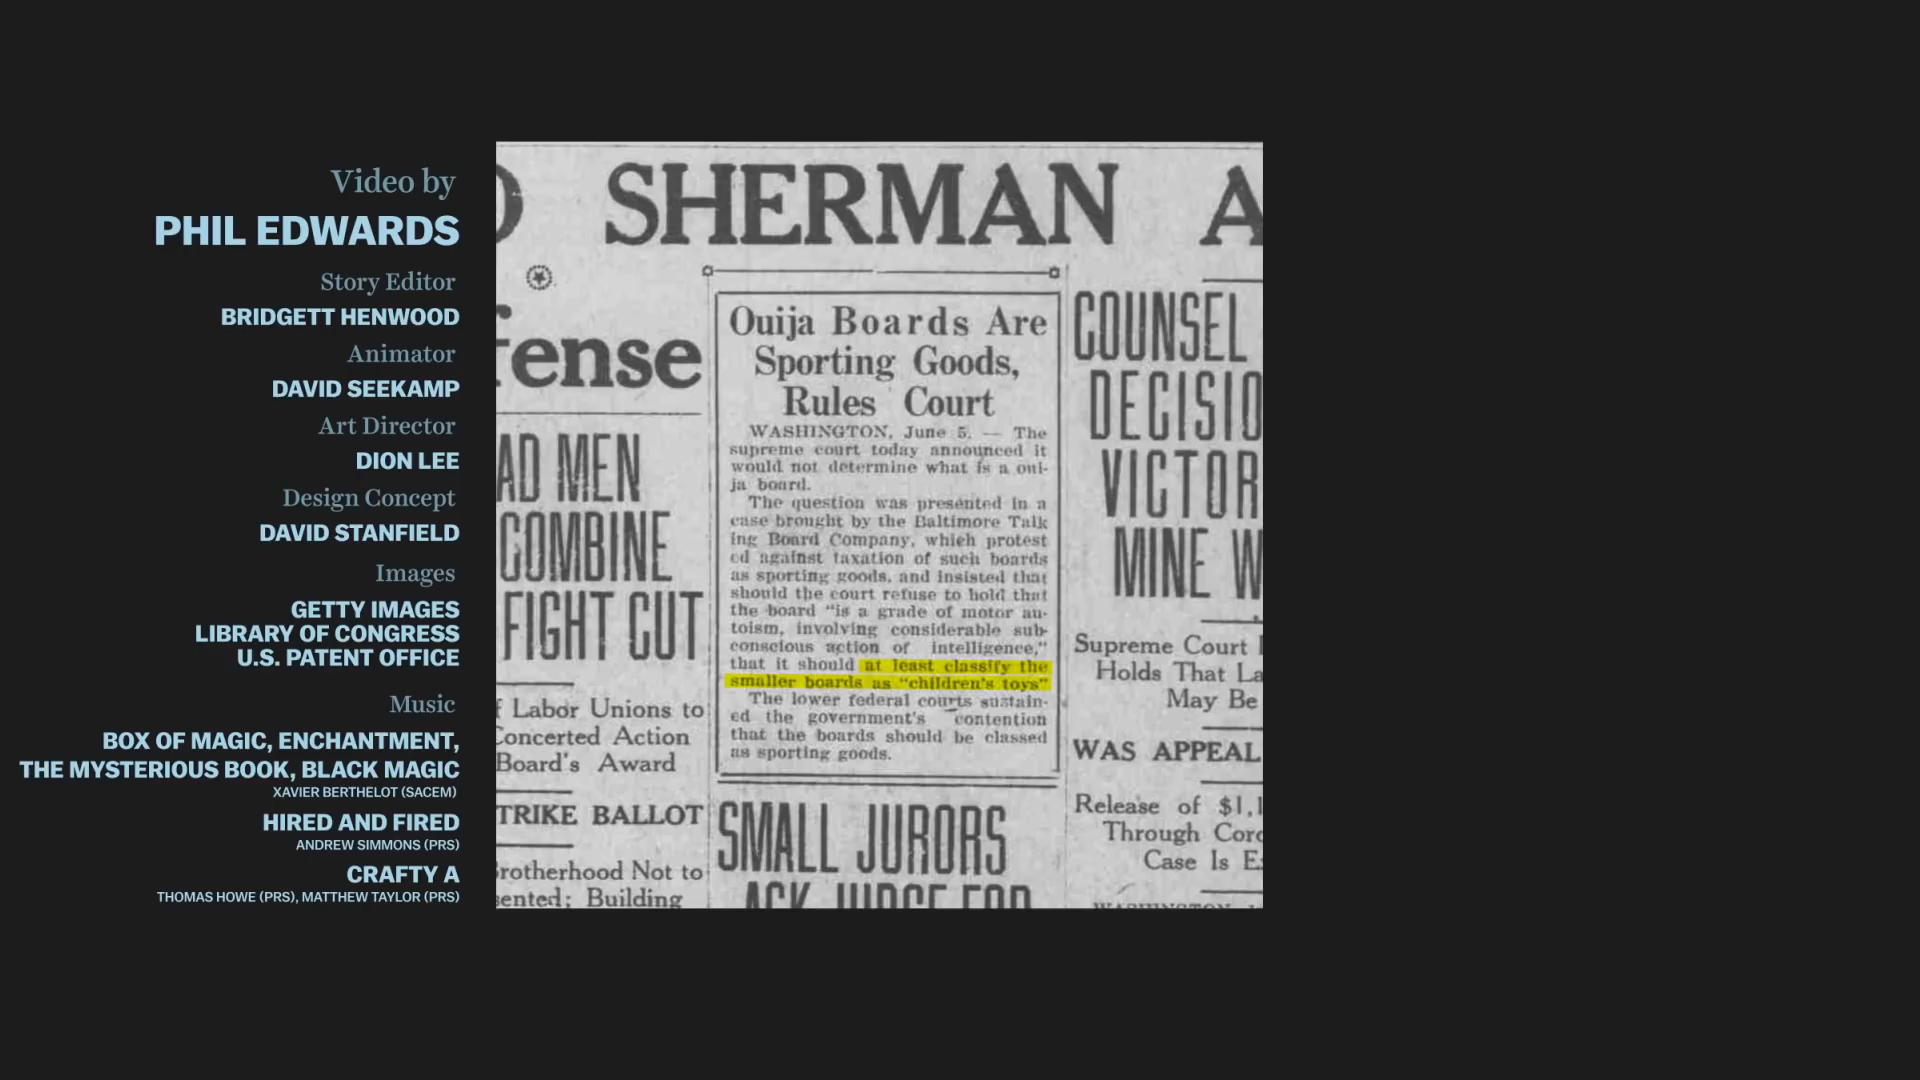 Video by
PHIL EDWARDS
Story Editor
BRIDGETT HENWOOD
Animator
DAVID SEEKAMP
Art Director
DION LEE
Design Concept
DAVID STANFIELD
Images
GETTY IMAGES
LIBRARY OF CONGRESS
U.S. PATENT OFFICE
Music
BOX OF MAGIC, ENCHANTMENT,
THE MYSTERIOUS BOOK, BLACK MAGIC
XAVIER BERTHELOT (SACEM)
HIRED AND FIRED
ANDREW SIMMONS (PRS)
CRAFTY A
THOMAS HOWE (PRS), MATTHEW TAYLOR (PRS)
SHERMAN A
fense
AD MEN
COMBINE
FIGHT CUT
f Labor Unions to
Concerted Action
Board's Award
TRIKE BALLOT
rotherhood Not to
sented; Building
Ouija Boards Are
Sporting Goods,
Rules Court
WASHINGTON, June 5. — The
supreme court today announced it
would not determine what is a oui-
ja board.
The question was presented in a
case brought by the Baltimore Talk
ing Board Company, which protest
ed against taxation of such boards
as sporting goods, and insisted that
should the court refuse to hold that
the board "is a grade of motor au-
toism, involving considerable sub-
conscious action of intelligence,"
that it should at least classify the
smaller boards as "children's toys"
The lower federal courts sustain-
ed the government's contention
that the boards should be classed
as sporting goods.
SMALL JURORS
ASK JUDGE FOR
COUNSEL
DECISIO
VICTOR
MINE W
Supreme Court
Holds That La
May Be
WAS APPEAL
Release of $1,1
Through Coro
Case Is E